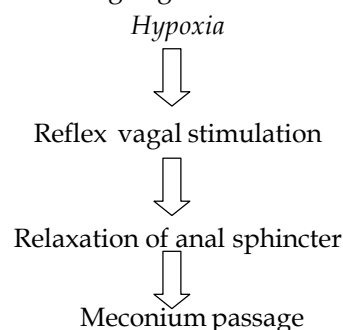 Hypoxia
Reflex vagal stimulation
Relaxation of anal sphincter
Meconium passage